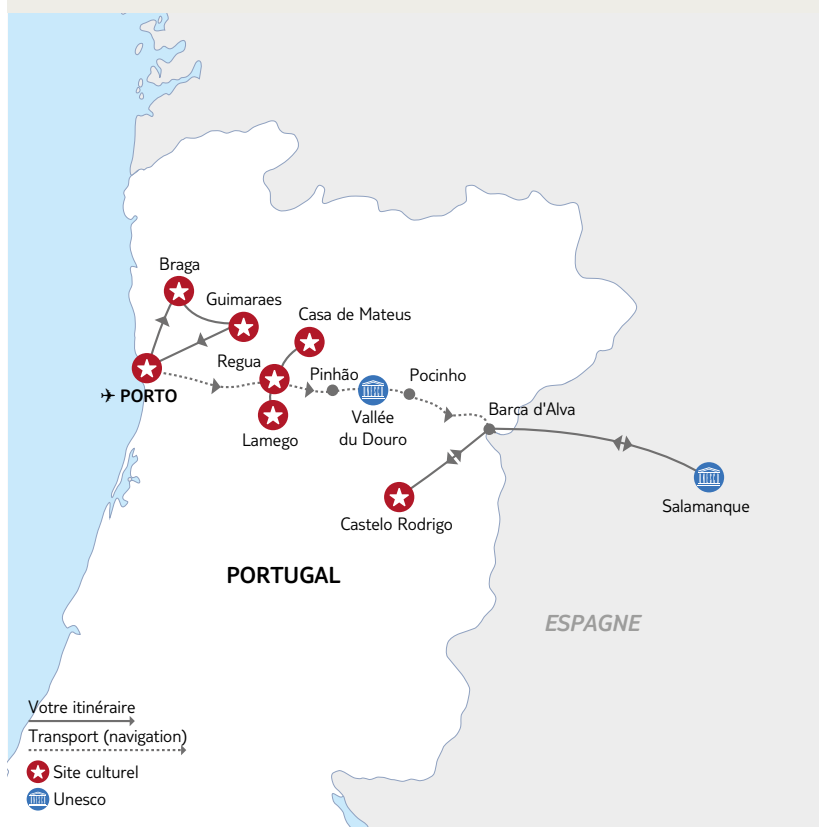 Braga
Guimaraes
Casa de Mateus
Regua
Pinhão
Pocinho
PORTO
Barca d'Alva
Vallée
du Douro
Lamego
Salamanque
Castelo Rodrigo
PORTUGAL
ESPAGNE
Votre itinéraire
Transport (navigation)
Site culturel
Unesco